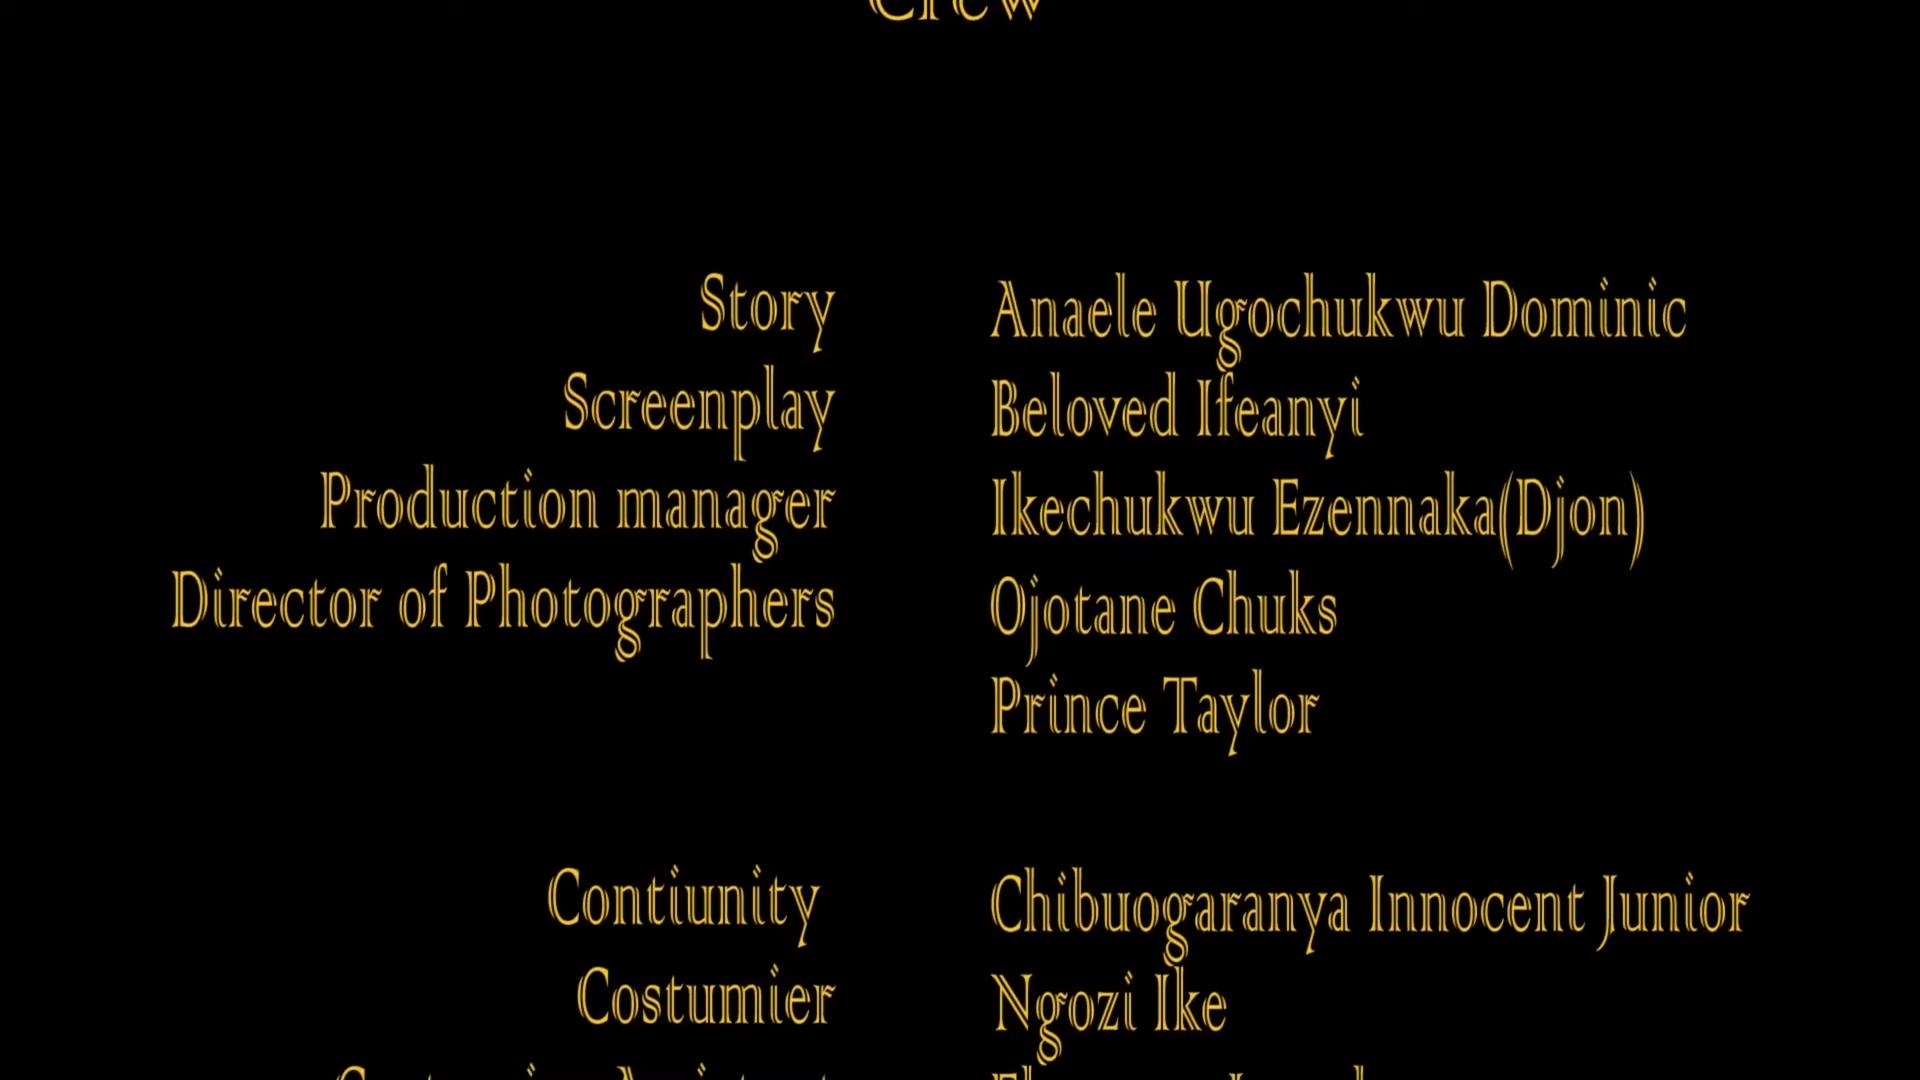 Crew
Story Anaele Ugochukwu Dominic
Screenplay Beloved Ifeanyi
Production manager Ikechukwu Ezennaka(Djon)
Director of Photographers Ojotane Chuks
Prince Taylor
Contiunity Chibuogaranya Innocent Junior
Costumier Ngozi Ike